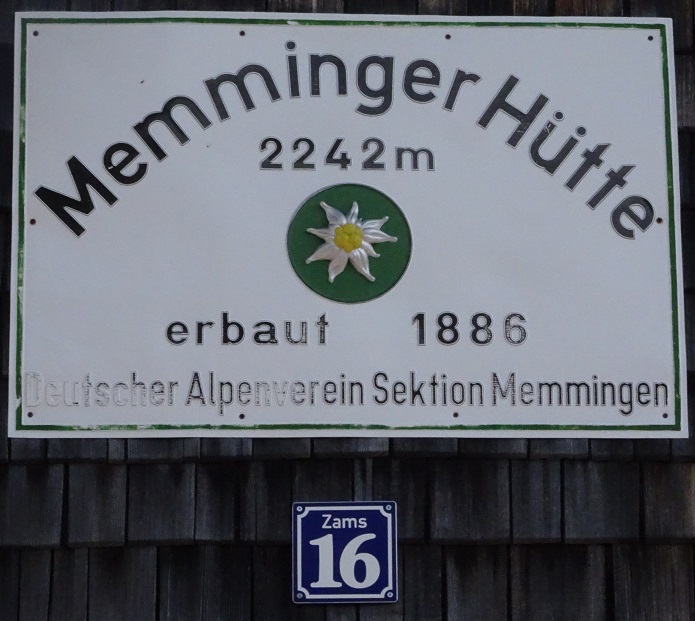 Memminger Hütte
2242m
erbaut 1886
Deutscher Alpenverein Sektion Memmingen
Zams
16